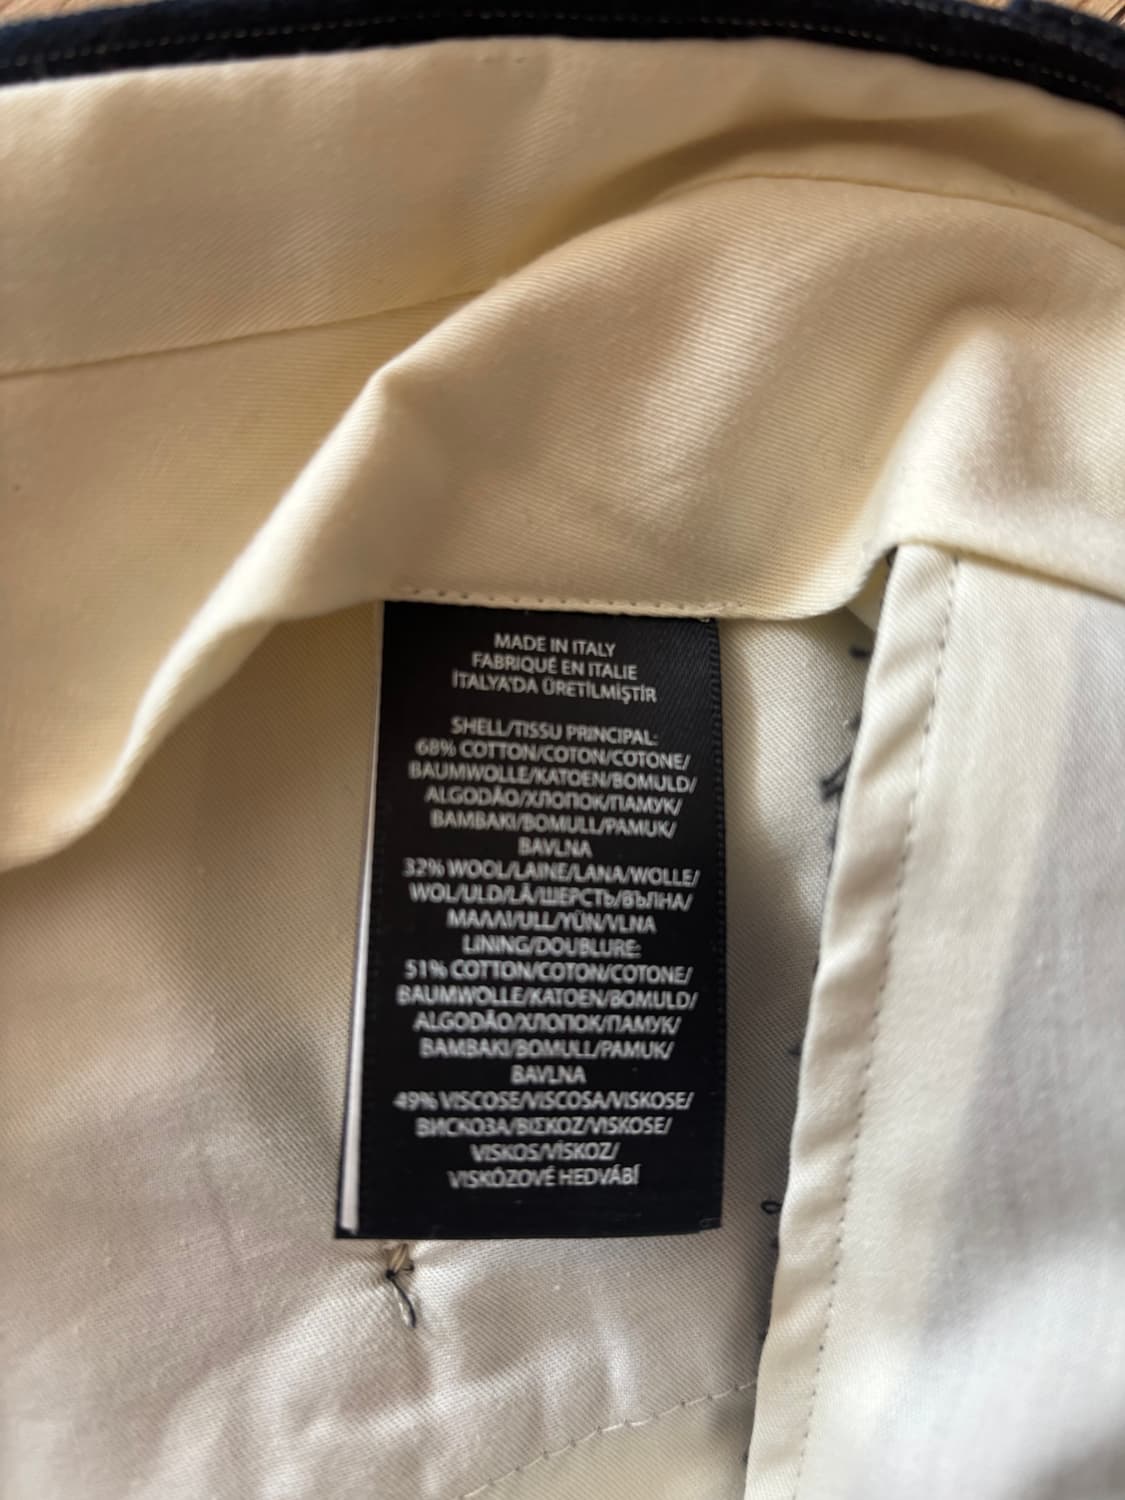 MADE IN ITALY
FABRIQUÉ EN ITALIE
İTALYA'DA ÜRETİLMİŞTİR
SHELL/TISSU PRINCIPAL:
68% COTTON/COTON/COTONE/
BAUMWOLLE/KATOEN/BOMULD/
ALGODÃO/ХЛОПОК/ПАМУК/
BAMBAKI/BOMULL/PAMUK/
BAVLNA
32% WOOL/LAINE/LANA/WOLLE/
WOL/ULD/LÃ/ШЕРСТЬ/ВЪЛНА/
ΜΑΛΛΙ/ULL/YÜN/VLNA
LINING/DOUBLURE:
51% COTTON/COTON/COTONE/
BAUMWOLLE/KATOEN/BOMULD/
ALGODÃO/ХЛОПОК/ПАМУК/
BAMBAKI/BOMULL/PAMUK/
BAVLNA
49% VISCOSE/VISCOSA/VISKOSE/
ВИСКОЗА/ΒΙΣΚΟΖ/VISKOSE/
VISKOS/VİSKOZ/
VISKÓZOVÉ HEDVÁBÍ